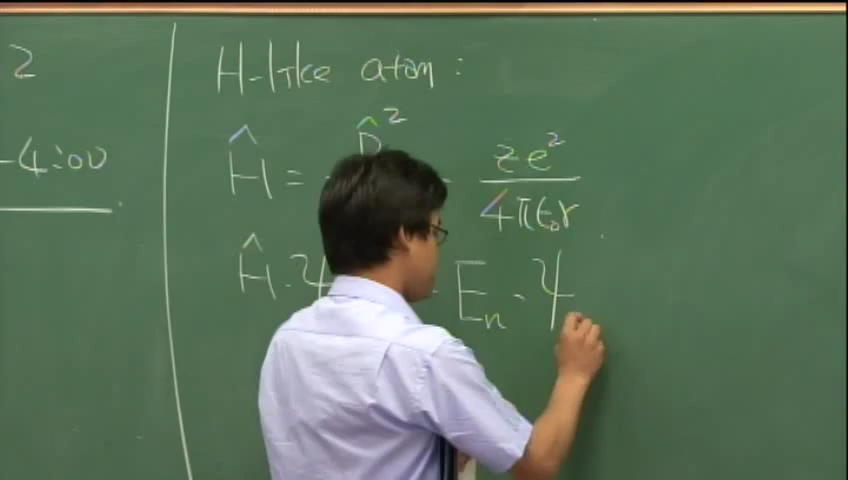 2
-4:00
H-like atom:
Ĥ = P̂² - ze² / 4πε₀r
Ĥ·Ψ = Eₙ·Ψ